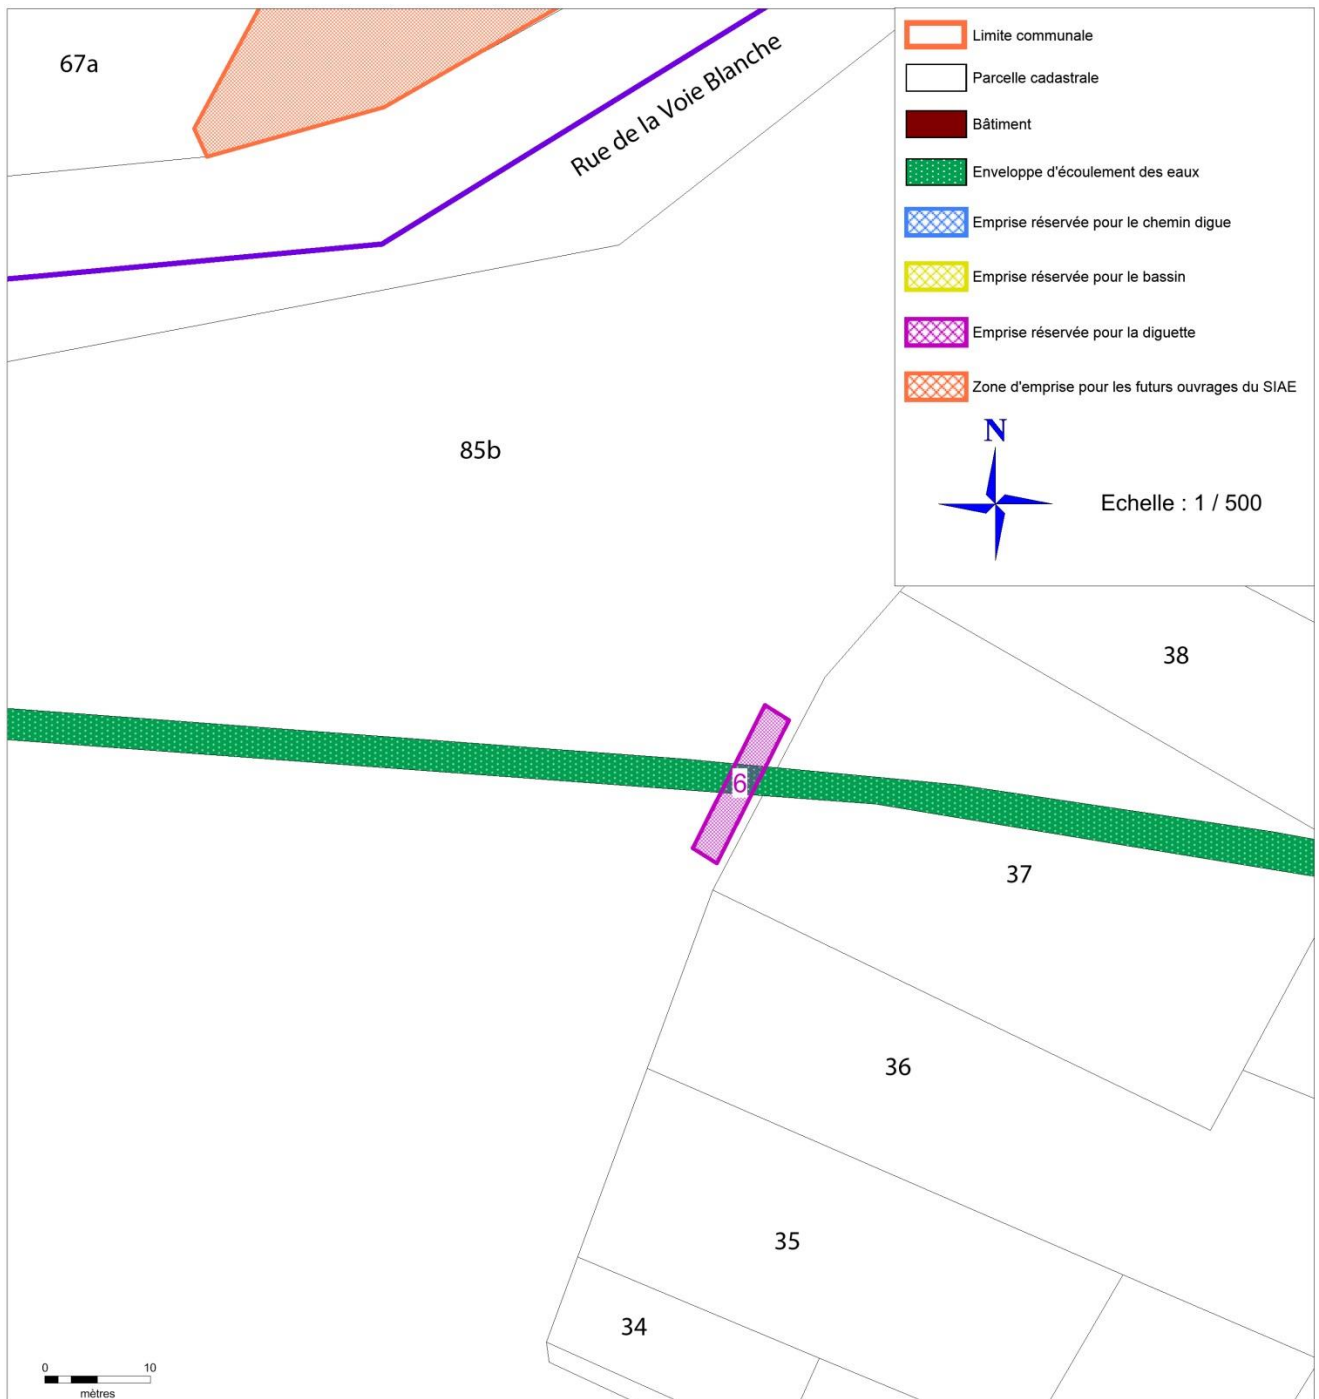 67a
Rue de la Voie Blanche
Limite communale
Parcelle cadastrale
Bâtiment
Enveloppe d'écoulement des eaux
Emprise réservée pour le chemin digue
Emprise réservée pour le bassin
Emprise réservée pour la diguette
Zone d'emprise pour les futurs ouvrages du SIAE
N
Echelle : 1 / 500
85b
38
6
37
36
35
34
0 10
mètres